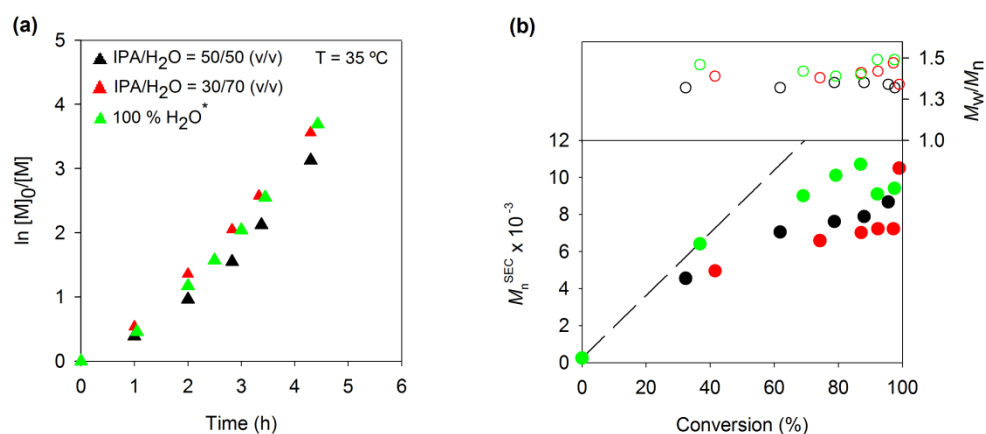 (a)
5
4
3
2
1
0
ln [M]0/[M]
IPA/H2O = 50/50 (v/v)
T = 35 ºC
IPA/H2O = 30/70 (v/v)
100 % H2O*
0 1 2 3 4 5 6
Time (h)
(b)
1.5
1.3
1.0
Mw/Mn
12
10
8
6
4
2
0
MnSEC x 10-3
0 20 40 60 80 100
Conversion (%)